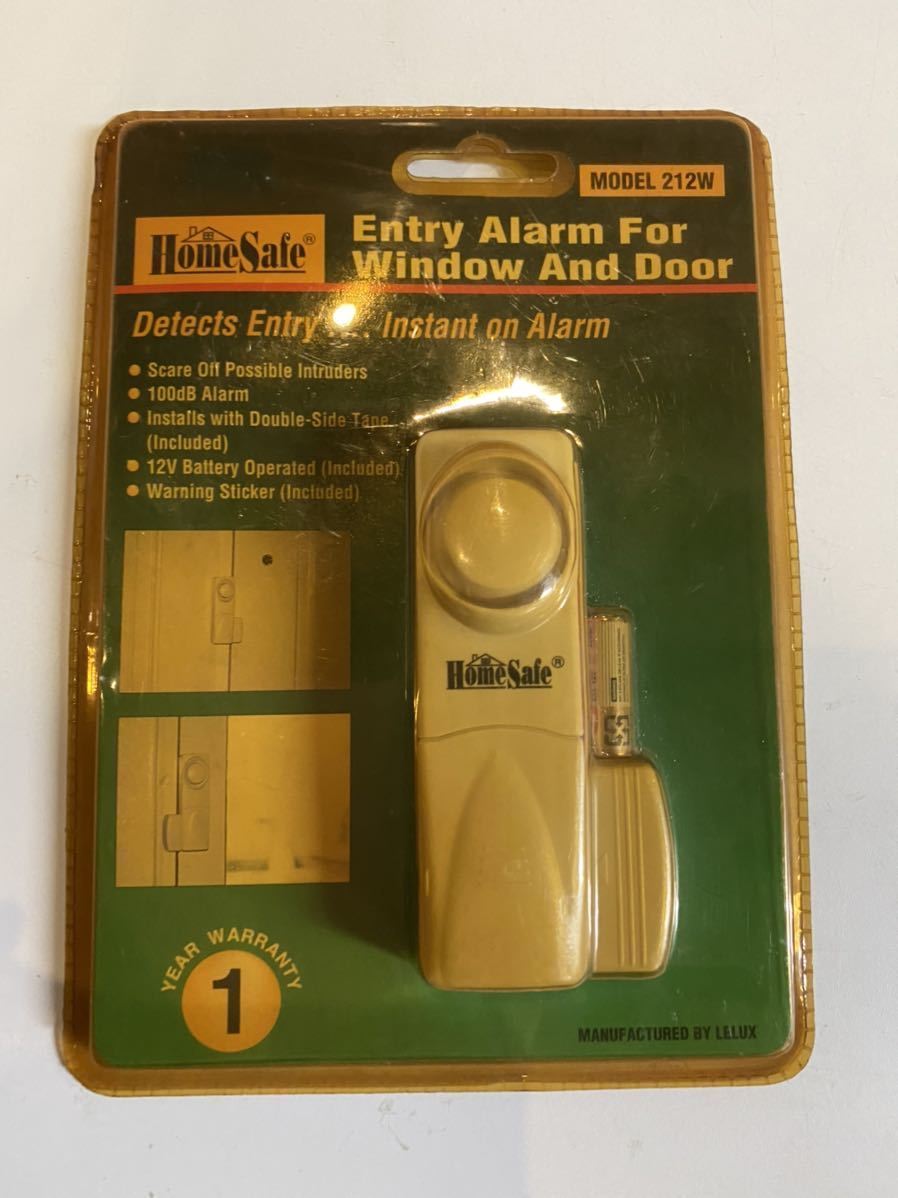 MODEL 212W
HomeSafe®
Entry Alarm For
Window And Door
Detects Entry ... Instant on Alarm
• Scare Off Possible Intruders
• 100dB Alarm
• Installs with Double-Side Tape
(Included)
• 12V Battery Operated (Included)
• Warning Sticker (Included)
HomeSafe®
YEAR WARRANTY
1
MANUFACTURED BY LELUX